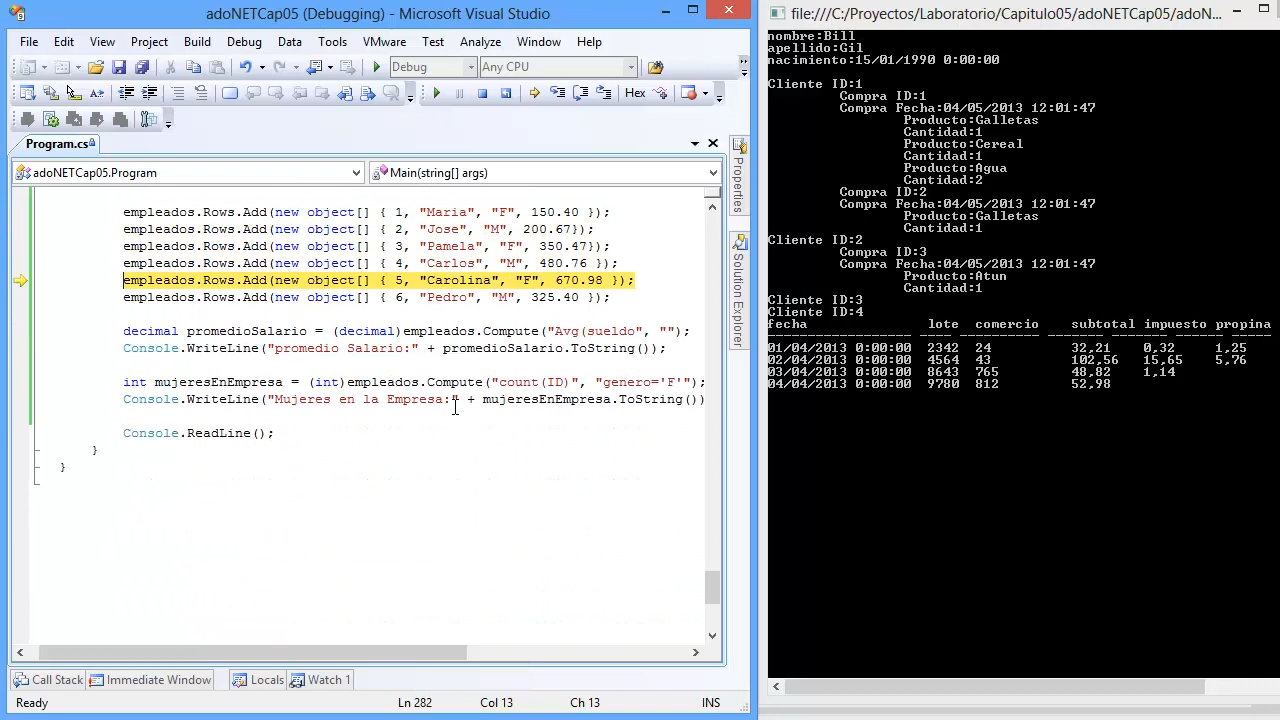 adoNETCap05 (Debugging) - Microsoft Visual Studio
File Edit View Project Build Debug Data Tools VMware Test Analyze Window Help
Debug Any CPU
Hex
Program.cs
adoNETCap05.Program Main(string[] args)
empleados.Rows.Add(new object[] { 1, "Maria", "F", 150.40 });
empleados.Rows.Add(new object[] { 2, "Jose", "M", 200.67});
empleados.Rows.Add(new object[] { 3, "Pamela", "F", 350.47});
empleados.Rows.Add(new object[] { 4, "Carlos", "M", 480.76 });
empleados.Rows.Add(new object[] { 5, "Carolina", "F", 670.98 });
empleados.Rows.Add(new object[] { 6, "Pedro", "M", 325.40 });
decimal promedioSalario = (decimal)empleados.Compute("Avg(sueldo", "");
Console.WriteLine("promedio Salario:" + promedioSalario.ToString());
int mujeresEnEmpresa = (int)empleados.Compute("count(ID)", "genero='F'");
Console.WriteLine("Mujeres en la Empresa:" + mujeresEnEmpresa.ToString())
Console.ReadLine();
}
}
Properties
Solution Explorer
Call Stack Immediate Window Locals Watch 1
Ready Ln 282 Col 13 Ch 13 INS
file:///C:/Proyectos/Laboratorio/Capitulo05/adoNETCap05/adoN...
nombre:Bill
apellido:Gil
nacimiento:15/01/1990 0:00:00
Cliente ID:1
Compra ID:1
Compra Fecha:04/05/2013 12:01:47
Producto:Galletas
Cantidad:1
Producto:Cereal
Cantidad:1
Producto:Agua
Cantidad:2
Compra ID:2
Compra Fecha:04/05/2013 12:01:47
Producto:Galletas
Cantidad:1
Cliente ID:2
Compra ID:3
Compra Fecha:04/05/2013 12:01:47
Producto:Atun
Cantidad:1
Cliente ID:3
Cliente ID:4
fecha lote comercio subtotal impuesto propina
01/04/2013 0:00:00 2342 24 32,21 0,32 1,25
02/04/2013 0:00:00 4564 43 102,56 15,65 5,76
03/04/2013 0:00:00 8643 765 48,82 1,14
04/04/2013 0:00:00 9780 812 52,98